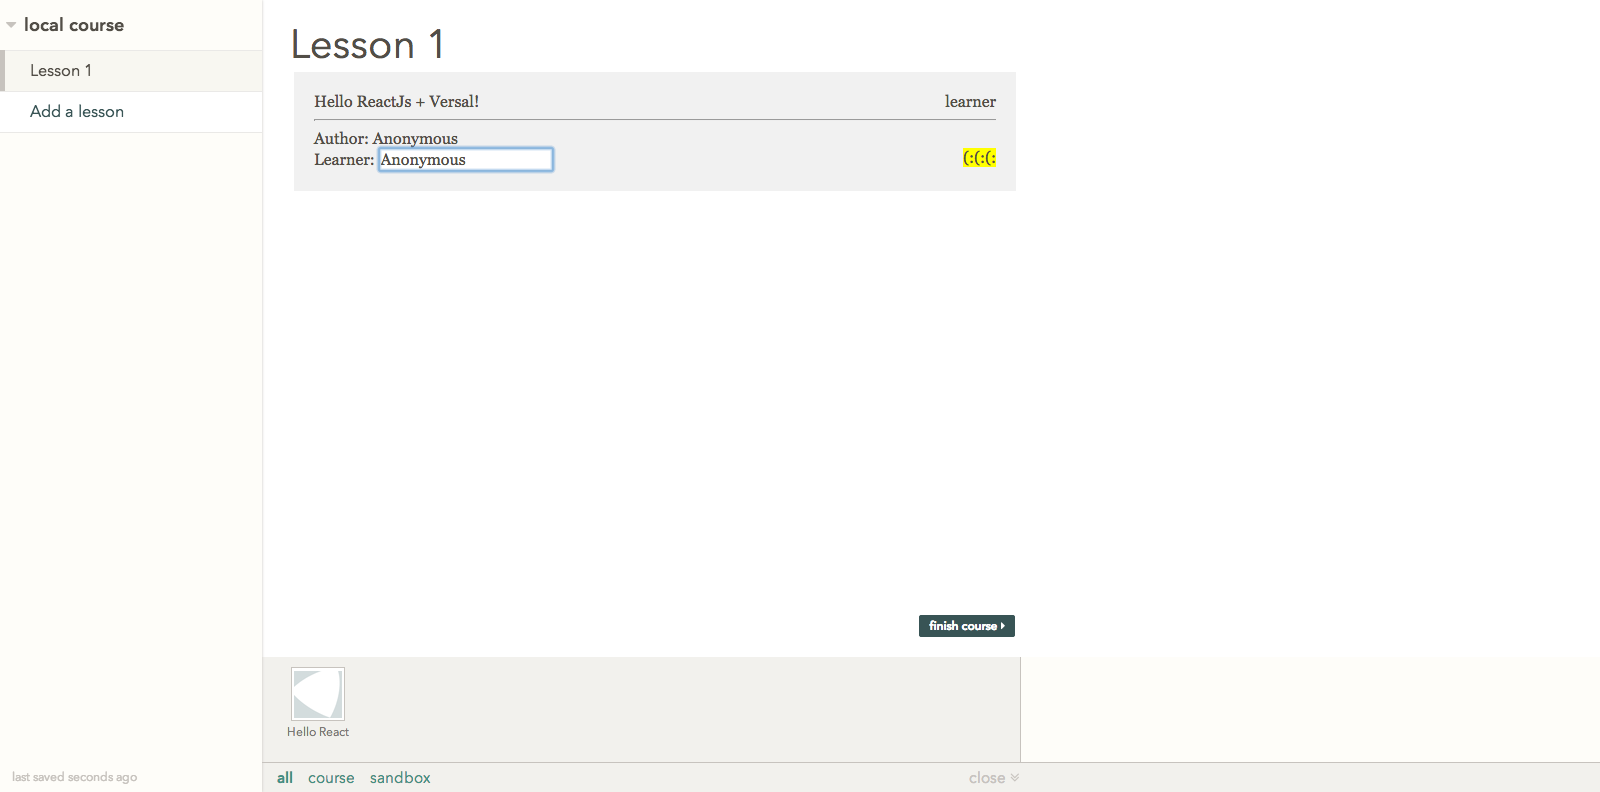 local course
Lesson 1
Add a lesson
last saved seconds ago
Lesson 1
Hello ReactJs + Versal!
learner
Author: Anonymous
Learner: Anonymous
(:(:(:
finish course
Hello React
all course sandbox
close